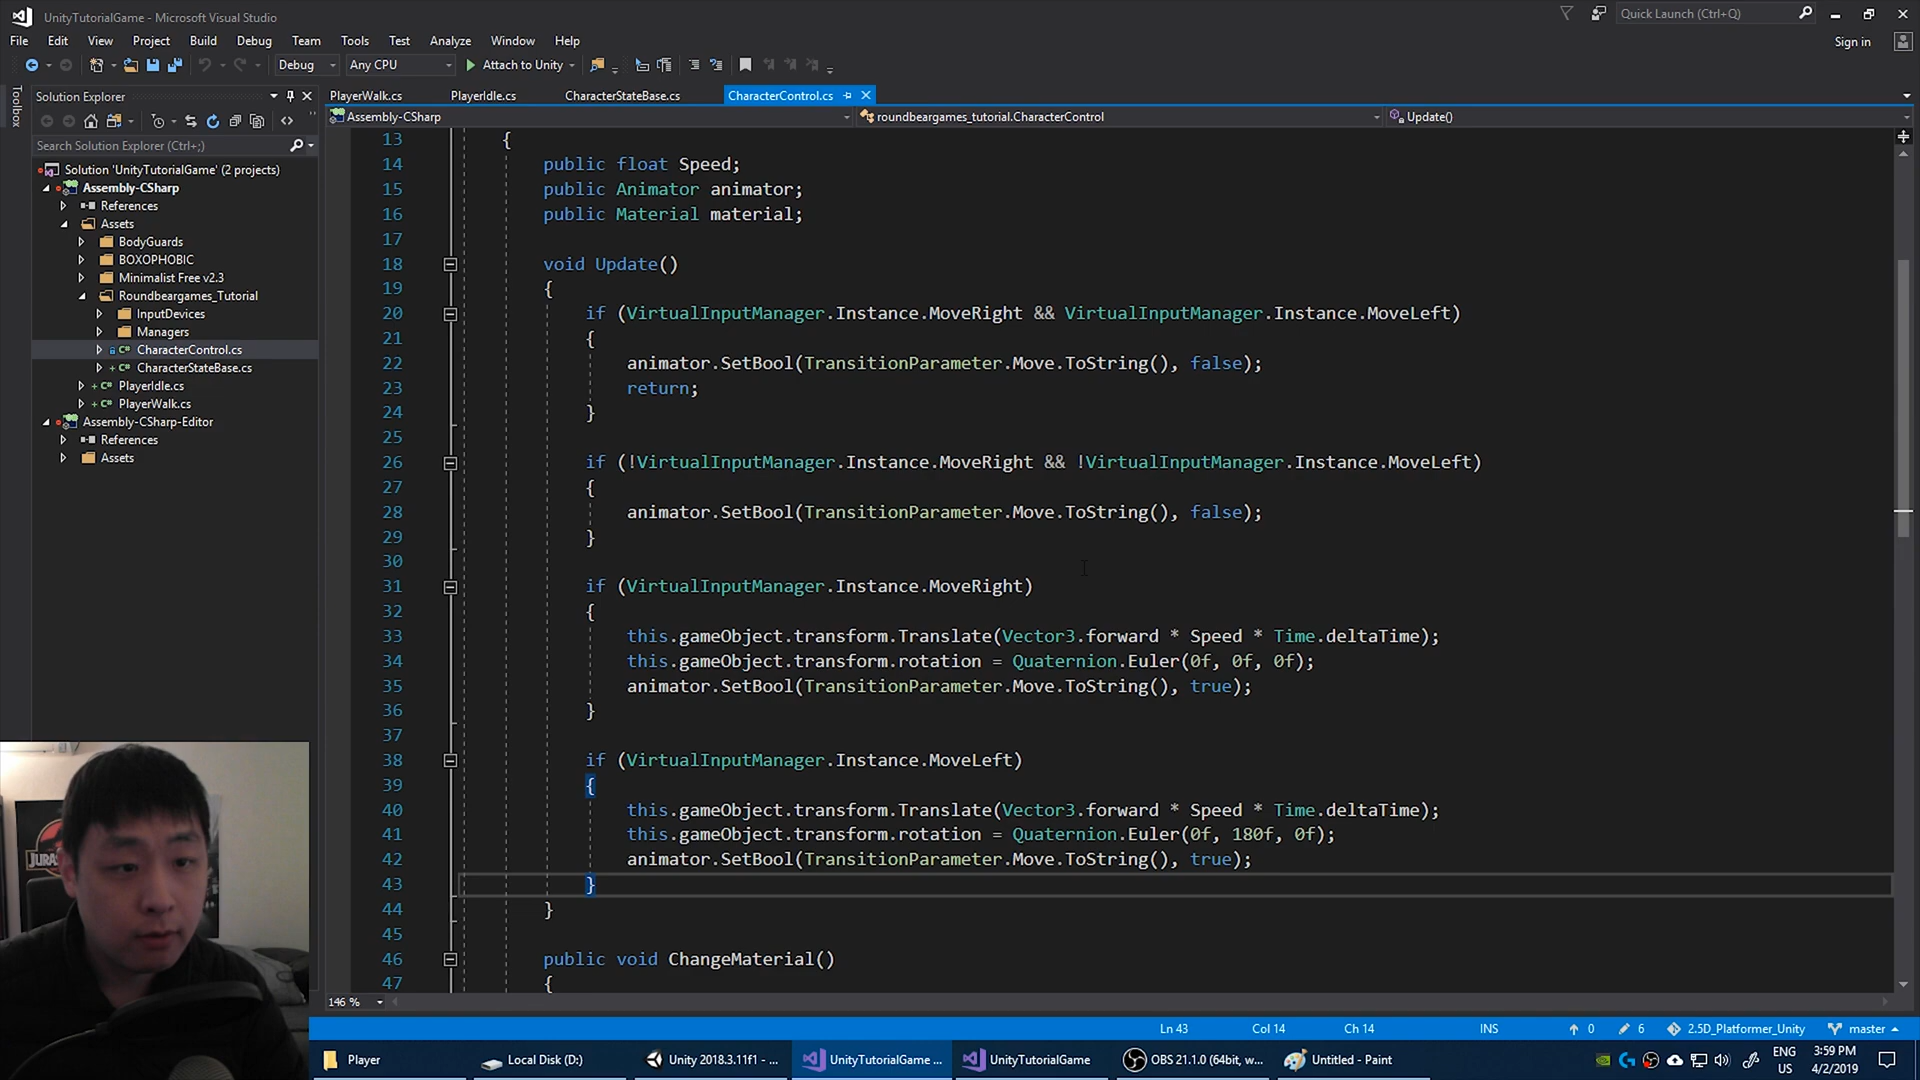 UnityTutorialGame - Microsoft Visual Studio
Quick Launch (Ctrl+Q)
File Edit View Project Build Debug Team Tools Test Analyze Window Help
Sign in
Debug Any CPU Attach to Unity
Toolbox
Solution Explorer
PlayerWalk.cs PlayerIdle.cs CharacterStateBase.cs CharacterControl.cs
Assembly-CSharp roundbeargames_tutorial.CharacterControl Update()
Search Solution Explorer (Ctrl+;)
Solution 'UnityTutorialGame' (2 projects)
Assembly-CSharp
References
Assets
BodyGuards
BOXOPHOBIC
Minimalist Free v2.3
Roundbeargames_Tutorial
InputDevices
Managers
CharacterControl.cs
CharacterStateBase.cs
PlayerIdle.cs
PlayerWalk.cs
Assembly-CSharp-Editor
References
Assets
13 {
14 public float Speed;
15 public Animator animator;
16 public Material material;
17
18 void Update()
19 {
20 if (VirtualInputManager.Instance.MoveRight && VirtualInputManager.Instance.MoveLeft)
21 {
22 animator.SetBool(TransitionParameter.Move.ToString(), false);
23 return;
24 }
25
26 if (!VirtualInputManager.Instance.MoveRight && !VirtualInputManager.Instance.MoveLeft)
27 {
28 animator.SetBool(TransitionParameter.Move.ToString(), false);
29 }
30
31 if (VirtualInputManager.Instance.MoveRight)
32 {
33 this.gameObject.transform.Translate(Vector3.forward * Speed * Time.deltaTime);
34 this.gameObject.transform.rotation = Quaternion.Euler(0f, 0f, 0f);
35 animator.SetBool(TransitionParameter.Move.ToString(), true);
36 }
37
38 if (VirtualInputManager.Instance.MoveLeft)
39 {
40 this.gameObject.transform.Translate(Vector3.forward * Speed * Time.deltaTime);
41 this.gameObject.transform.rotation = Quaternion.Euler(0f, 180f, 0f);
42 animator.SetBool(TransitionParameter.Move.ToString(), true);
43 }
44 }
45
46 public void ChangeMaterial()
47 {
146 %
Ln 43 Col 14 Ch 14 INS 0 6 2.5D_Platformer_Unity master
Player Local Disk (D:) Unity 2018.3.11f1 - ... UnityTutorialGame ... UnityTutorialGame OBS 21.1.0 (64bit, w... Untitled - Paint
ENG
US
3:59 PM
4/2/2019